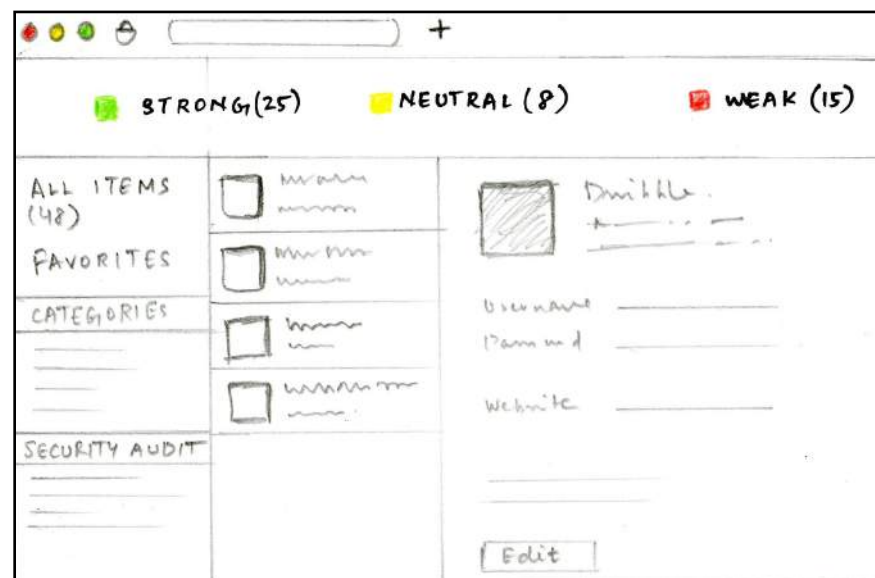 +
STRONG (25) NEUTRAL (8) WEAK (15)
ALL ITEMS
(48)
FAVORITES
CATEGORIES
SECURITY AUDIT
Dribbble.
Username
Password
Website
Edit